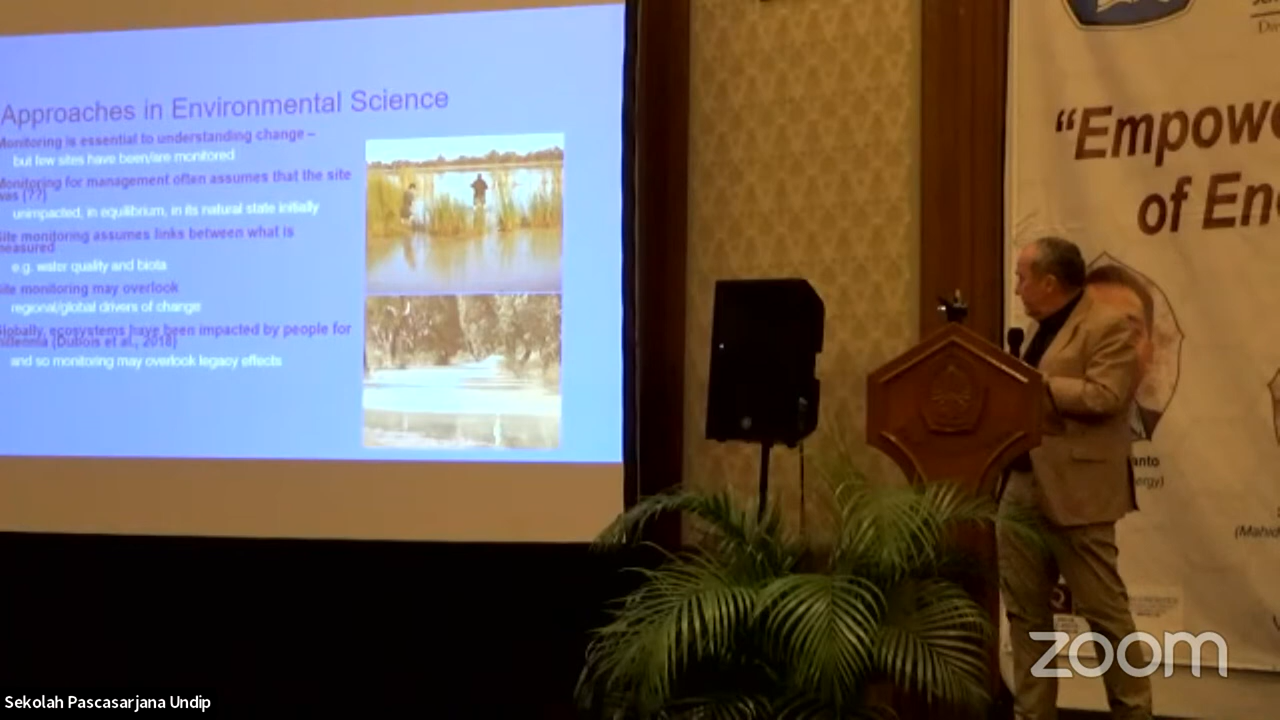 Approaches in Environmental Science
Monitoring is essential to understanding change –
but few sites have been/are monitored
Monitoring for management often assumes that the site
was (??)
unimpacted, in equilibrium, in its natural state initially
Site monitoring assumes links between what is
measured
e.g. water quality and biota
Site monitoring may overlook
regional/global drivers of change
Globally, ecosystems have been impacted by people for
millennia (Dubois et al., 2018)
and so monitoring may overlook legacy effects
“Empowe
of En
anto
ergy)
(Mahid
zoom
Sekolah Pascasarjana Undip